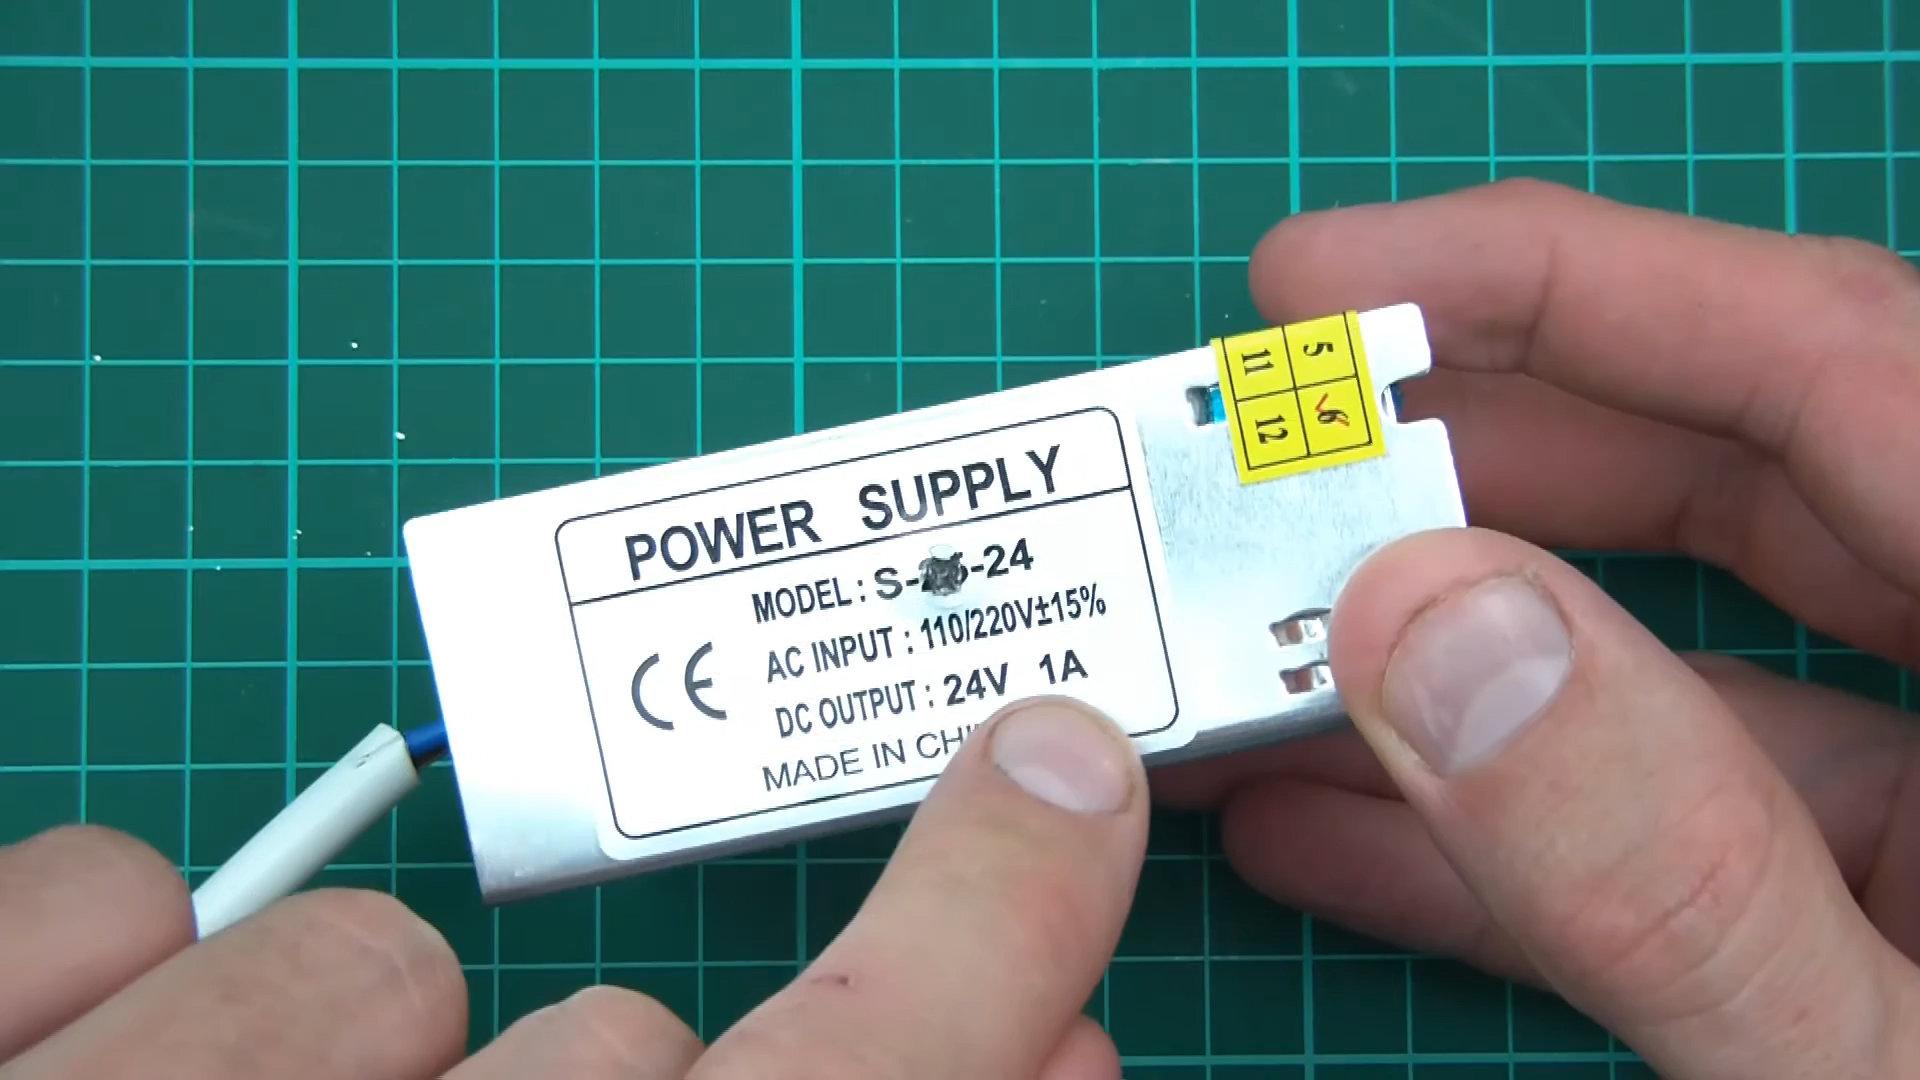 POWER SUPPLY
MODEL : S- -24
AC INPUT : 110/220V±15%
DC OUTPUT : 24V 1A
MADE IN
CE
11 5
12 6